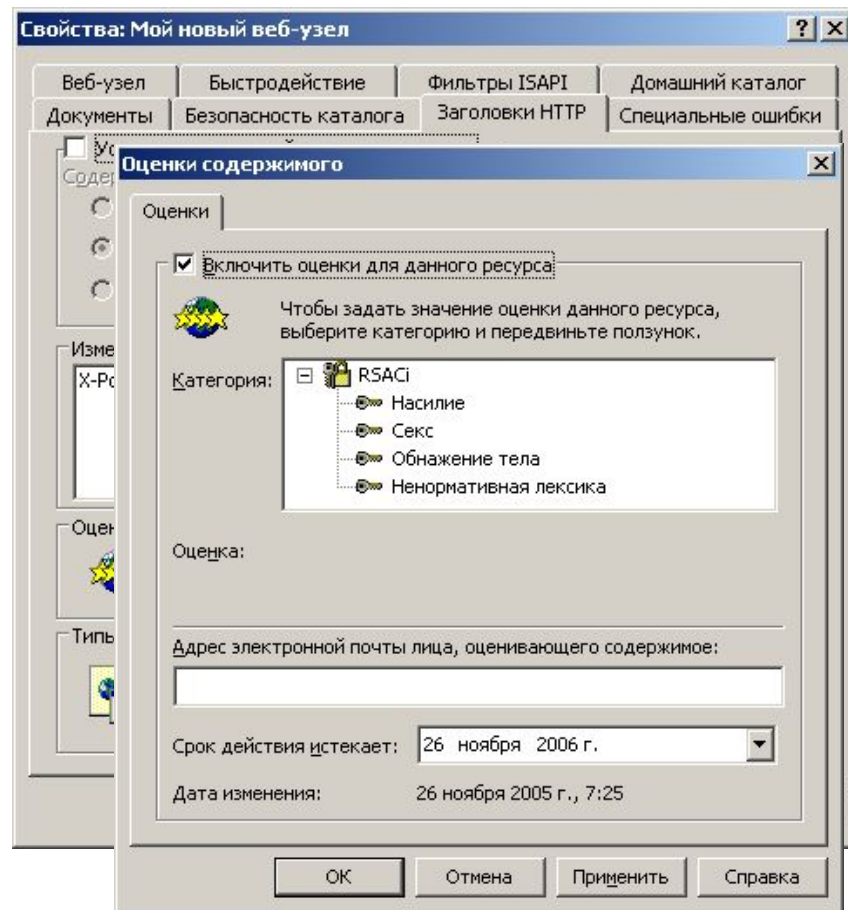 Свойства: Мой новый веб-узел
Веб-узел Быстродействие Фильтры ISAPI Домашний каталог
Документы Безопасность каталога Заголовки HTTP Специальные ошибки
Оценки содержимого
Оценки
Включить оценки для данного ресурса
Чтобы задать значение оценки данного ресурса,
выберите категорию и передвиньте ползунок.
Категория:
RSACi
Насилие
Секс
Обнажение тела
Ненормативная лексика
Оценка:
Адрес электронной почты лица, оценивающего содержимое:
Срок действия истекает: 26 ноября 2006 г.
Дата изменения: 26 ноября 2005 г., 7:25
ОК Отмена Применить Справка